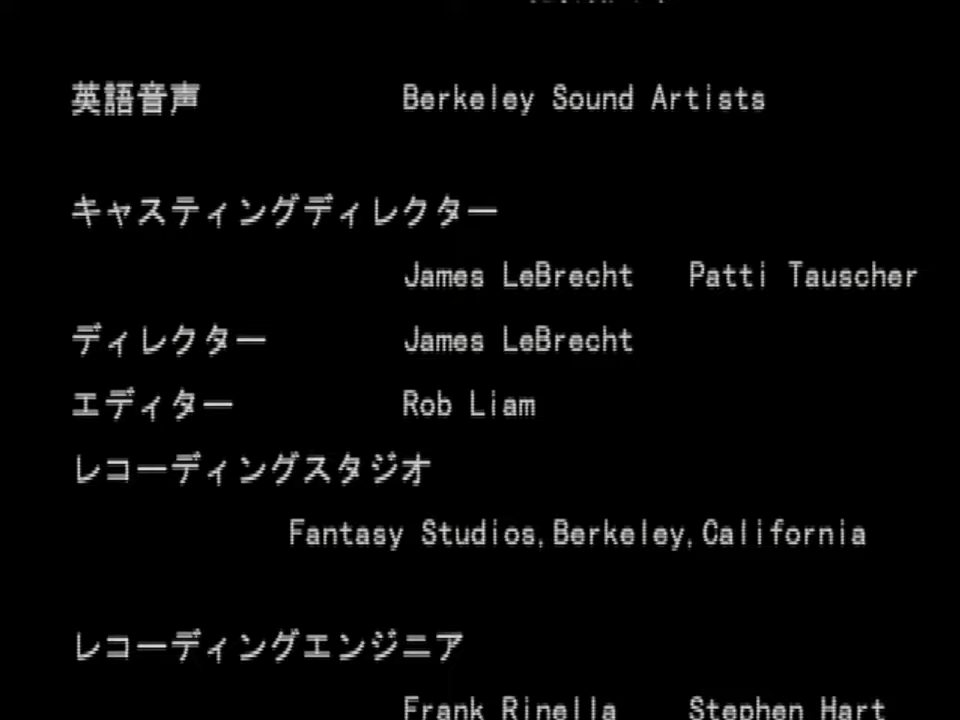 英語音声 Berkeley Sound Artists
キャスティングディレクター
James LeBrecht Patti Tauscher
ディレクター James LeBrecht
エディター Rob Liam
レコーディングスタジオ
Fantasy Studios,Berkeley,California
レコーディングエンジニア
Frank Rinella Stephen Hart